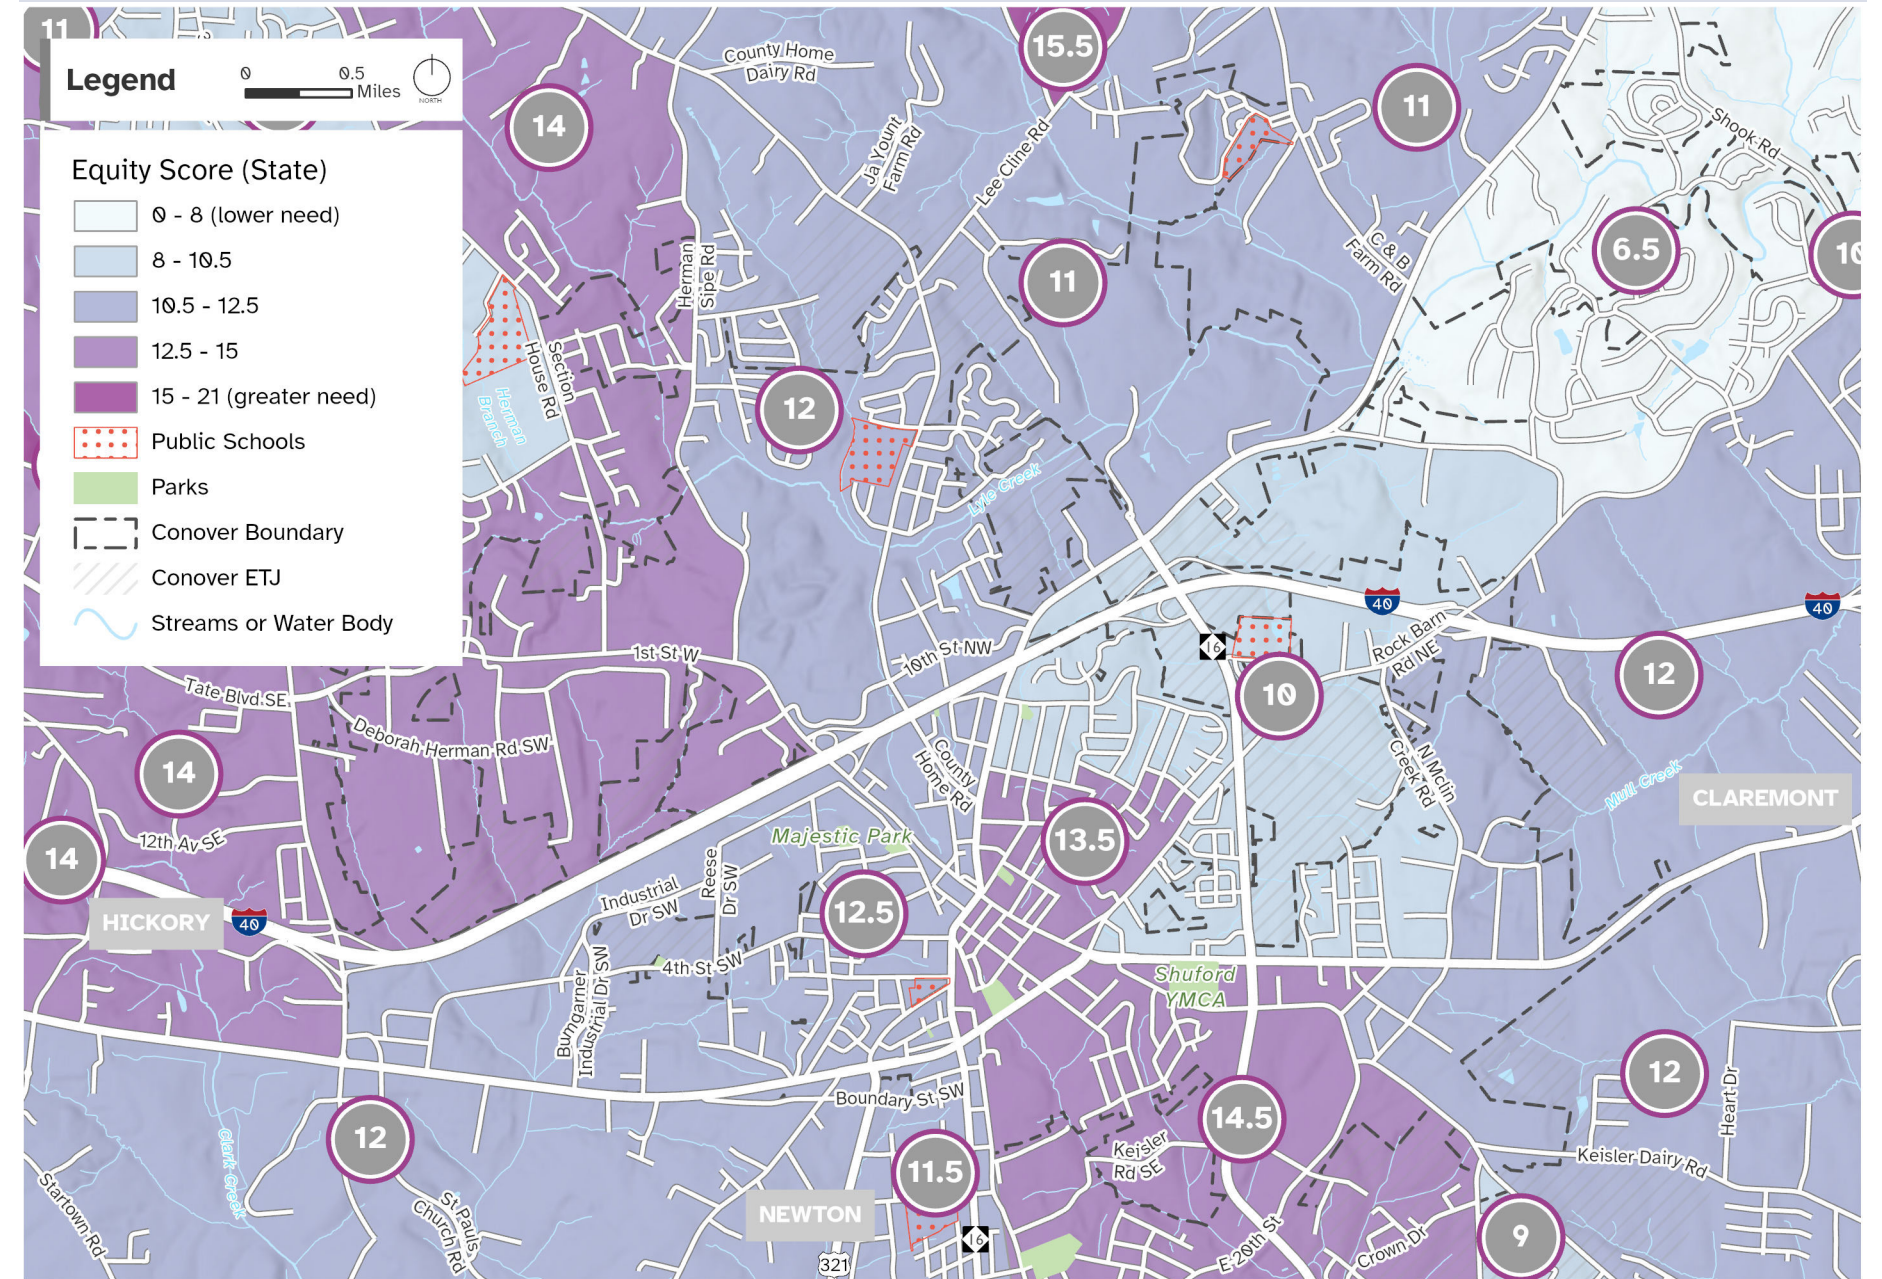 11
Legend
0
0.5
Miles
NORTH
Equity Score (State)
0 - 8 (lower need)
8 - 10.5
10.5 - 12.5
12.5 - 15
15 - 21 (greater need)
Public Schools
Parks
Conover Boundary
Conover ETJ
Streams or Water Body
14
County Home
Dairy Rd
15.5
11
Ja Yount
Farm Rd
Lee Cline Rd
Shook Rd
C & B
Farm Rd
6.5
10
Herman
Sipe Rd
11
Section
House Rd
Herman
Branch
12
Lyle Creek
40
40
1st St W
10th St NW
16
Rock Barn
Rd NE
10
12
Tate Blvd SE
Deborah Herman Rd SW
14
County
Home Rd
N Mclin
Creek Rd
Mull Creek
CLAREMONT
12th Av SE
14
Majestic Park
13.5
HICKORY
40
Industrial
Dr SW
Reese
Dr SW
12.5
4th St SW
Bumgarner
Industrial Dr SW
Shuford
YMCA
Boundary St SW
12
14.5
12
Heart Dr
Keisler
Rd SE
Keisler Dairy Rd
11.5
Clark Creek
Startown Rd
St Pauls
Church Rd
NEWTON
16
321
E 20th St
Crown Dr
9